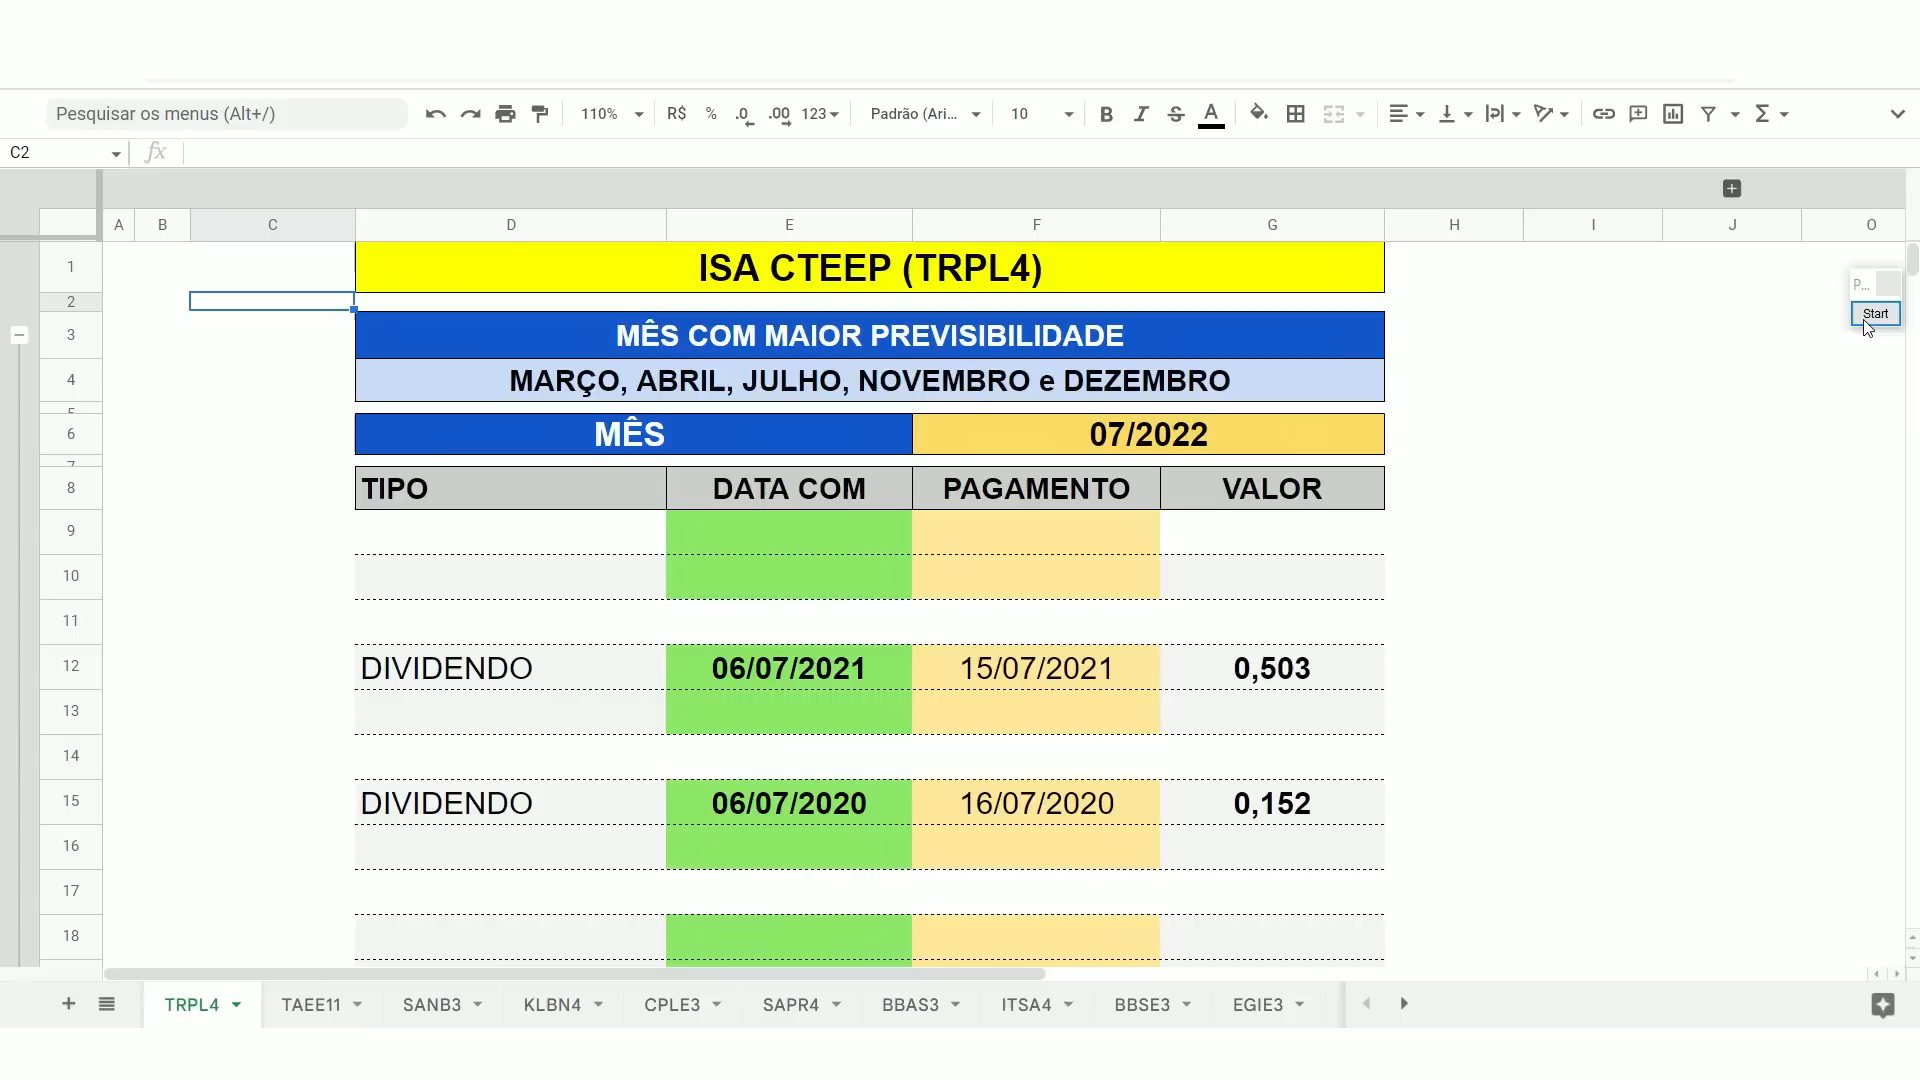 Pesquisar os menus (Alt+/)
110%
R$ % .0 .00 123
Padrão (Ari...
10
B I S A
C2
fx
A B C D E F G H I J O
1 ISA CTEEP (TRPL4)
2
3 MÊS COM MAIOR PREVISIBILIDADE
4 MARÇO, ABRIL, JULHO, NOVEMBRO e DEZEMBRO
5
6 MÊS 07/2022
7
8 TIPO DATA COM PAGAMENTO VALOR
9
10
11
12 DIVIDENDO 06/07/2021 15/07/2021 0,503
13
14
15 DIVIDENDO 06/07/2020 16/07/2020 0,152
16
17
18
P...
Start
TRPL4 TAEE11 SANB3 KLBN4 CPLE3 SAPR4 BBAS3 ITSA4 BBSE3 EGIE3